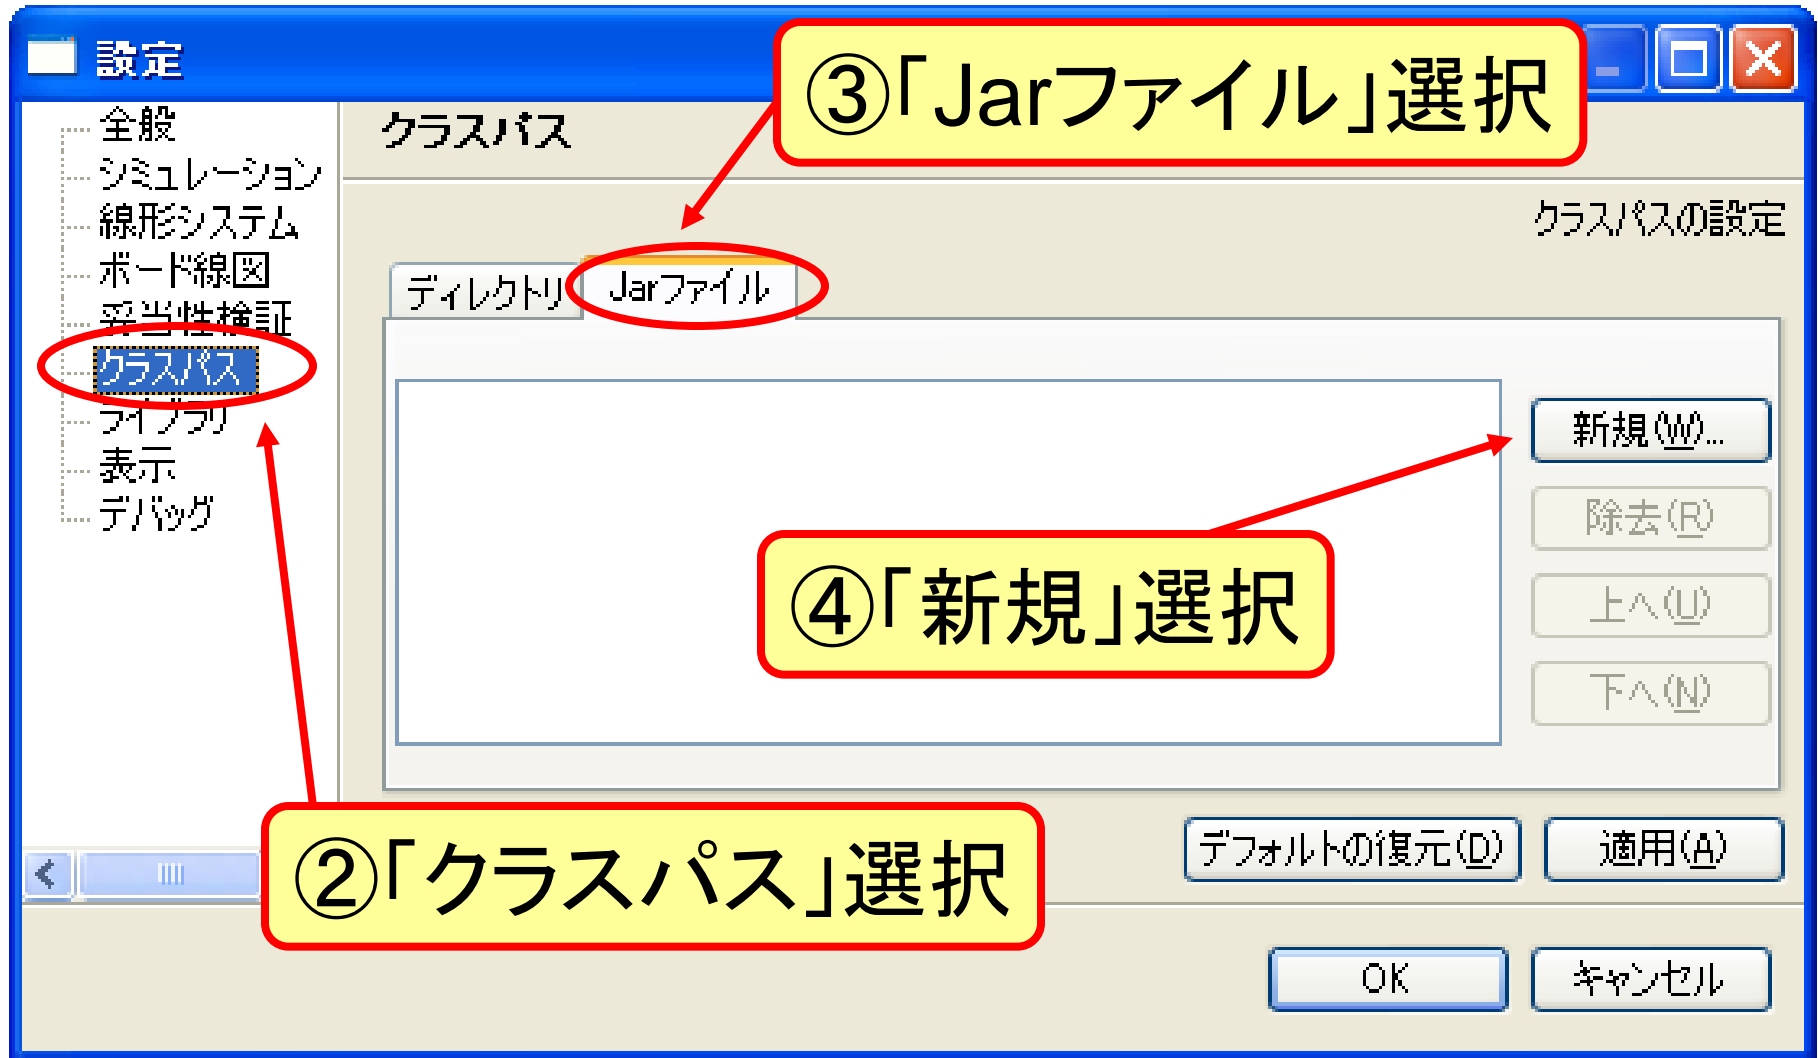 設定
③「Jarファイル」選択
全般
シミュレーション
線形システム
ボード線図
妥当性検証
クラスパス
ライブラリ
表示
デバッグ
クラスパス
クラスパスの設定
ディレクトリ
Jarファイル
新規(W)...
除去(R)
上へ(U)
下へ(N)
④「新規」選択
②「クラスパス」選択
デフォルトの復元(D)
適用(A)
OK
キャンセル